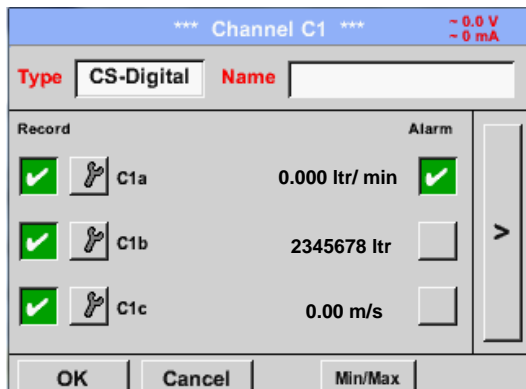 *** Channel C1 ***
~ 0.0 V
~ 0 mA
Type CS-Digital Name
Record Alarm
C1a 0.000 ltr/ min
C1b 2345678 ltr
C1c 0.00 m/s
>
OK Cancel Min/Max